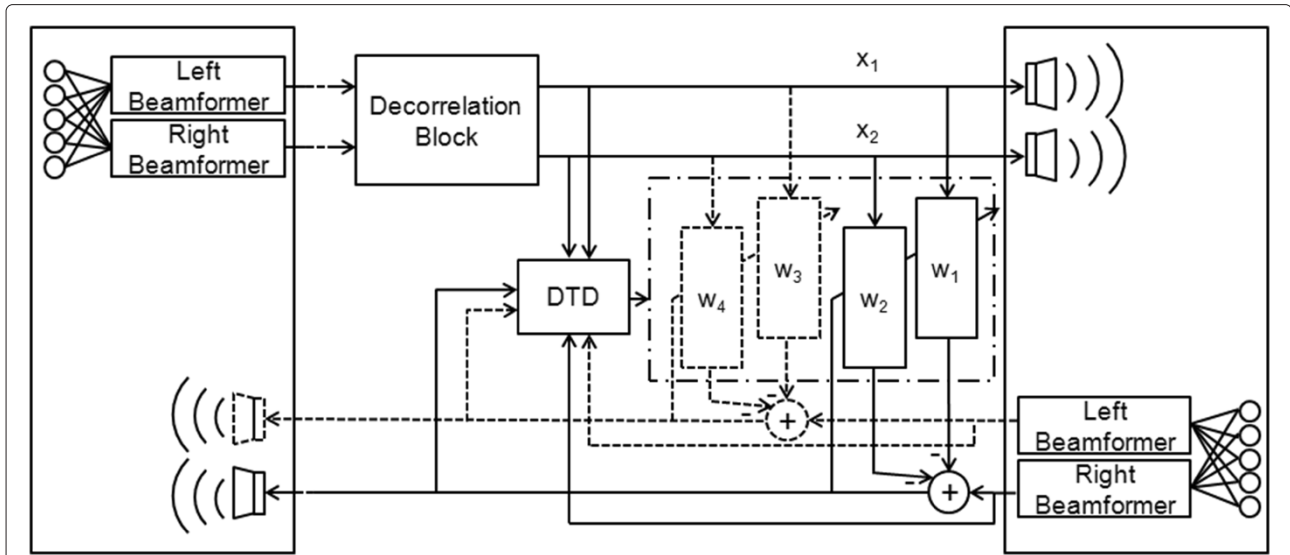 Left
Beamformer
Right
Beamformer
Decorrelation
Block
x1
x2
DTD
w4
w3
w2
w1
+
-
-
+
-
-
Left
Beamformer
Right
Beamformer